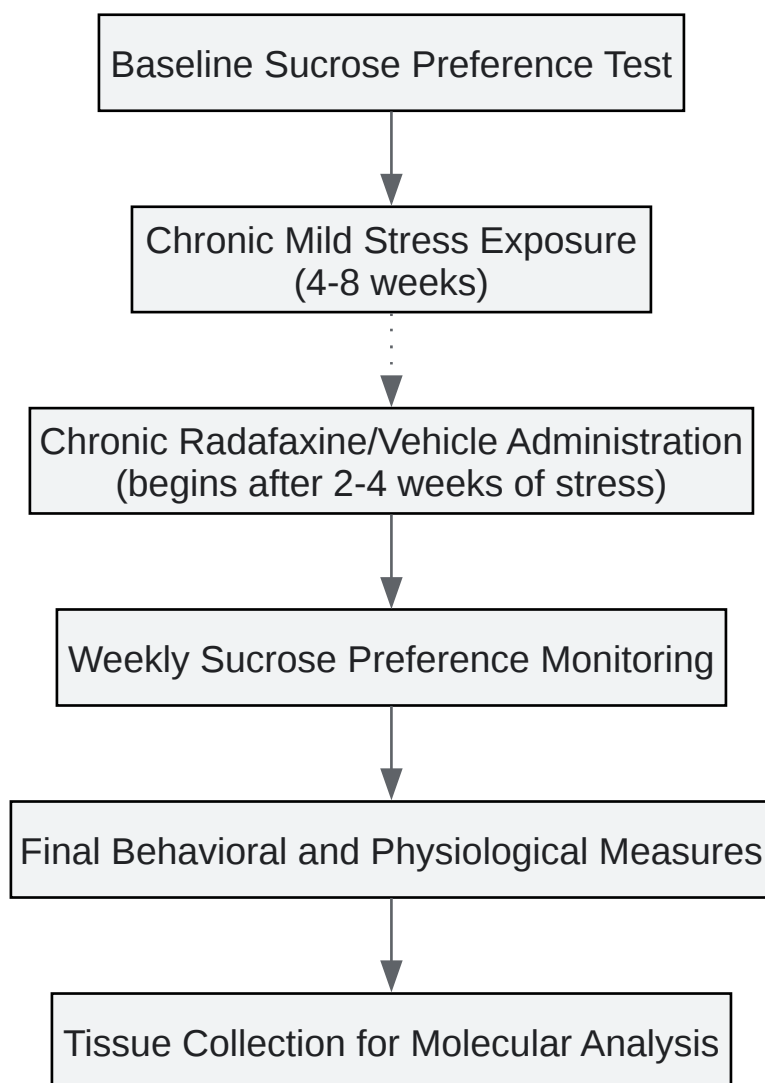 Baseline Sucrose Preference Test
Chronic Mild Stress Exposure
(4-8 weeks)
Chronic Radafaxine/Vehicle Administration
(begins after 2-4 weeks of stress)
Weekly Sucrose Preference Monitoring
Final Behavioral and Physiological Measures
Tissue Collection for Molecular Analysis